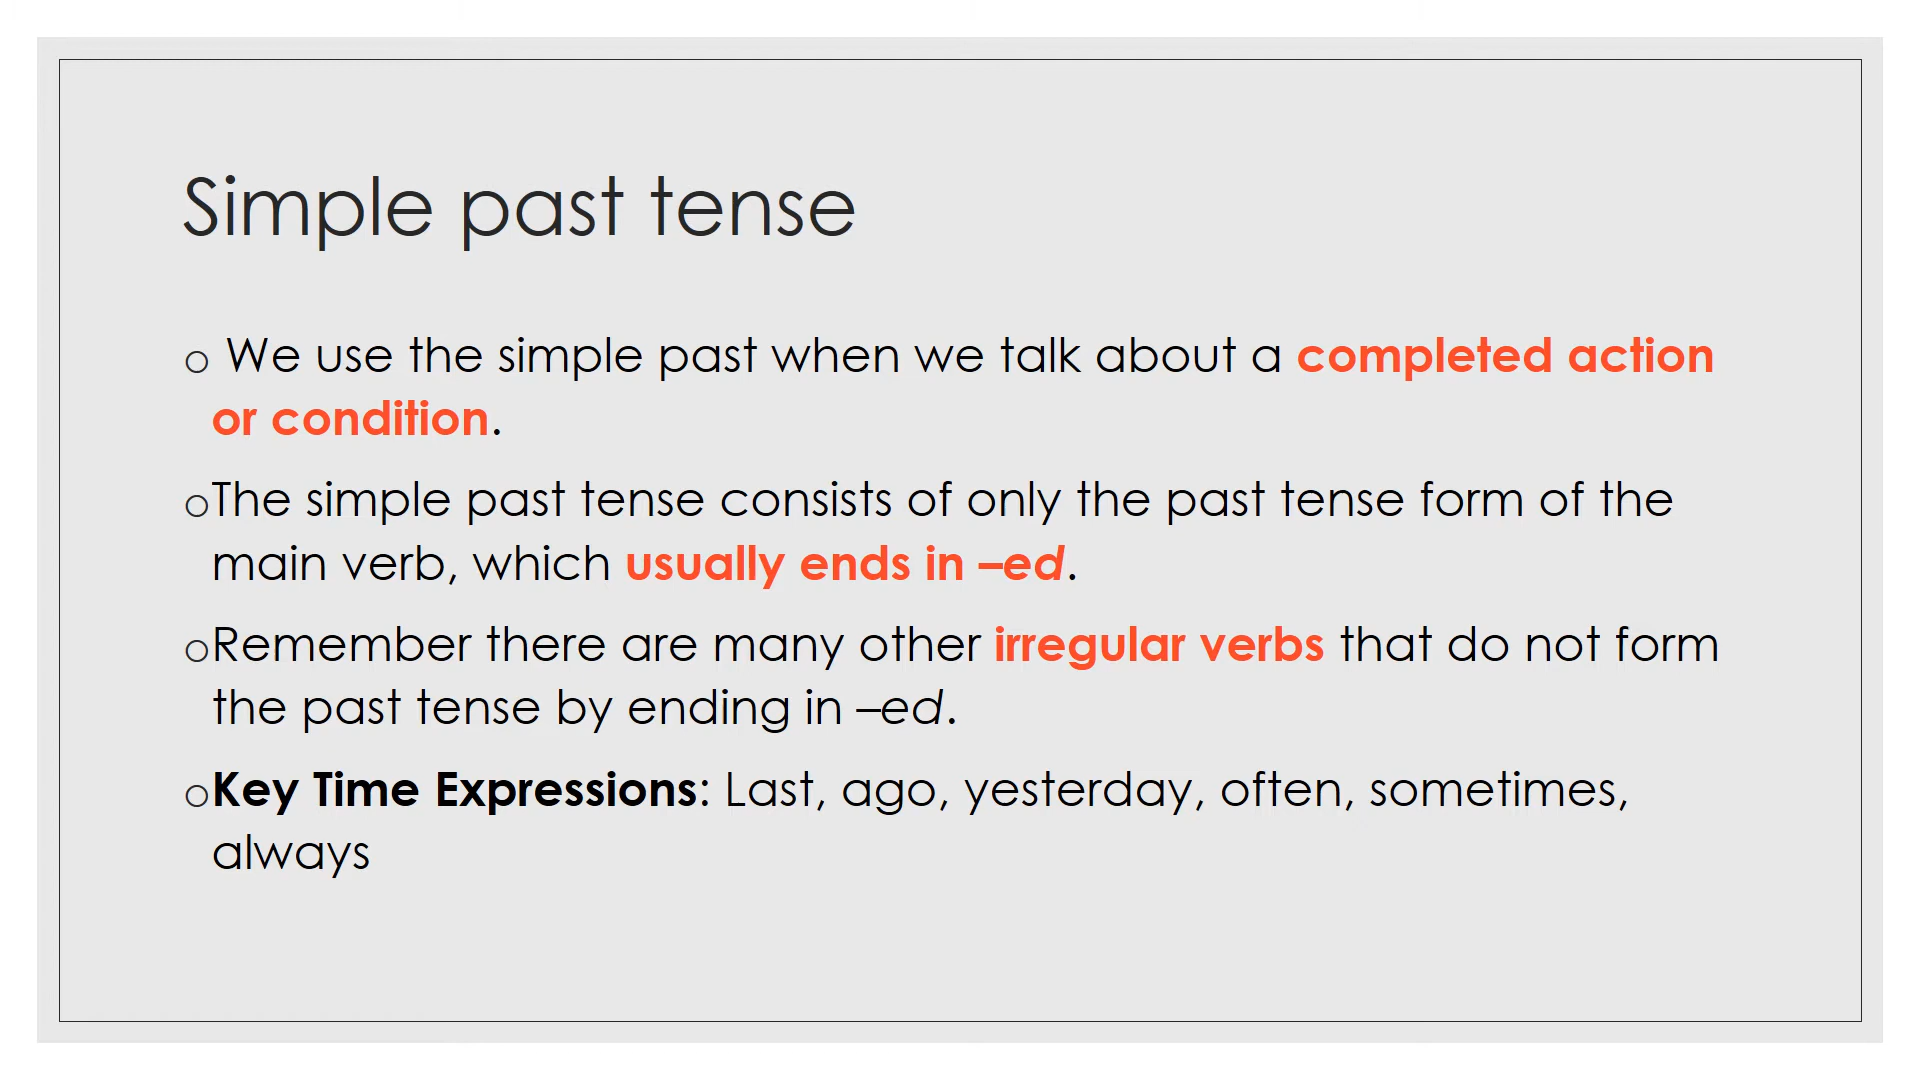 Simple past tense
o We use the simple past when we talk about a completed action
or condition.
oThe simple past tense consists of only the past tense form of the
main verb, which usually ends in –ed.
oRemember there are many other irregular verbs that do not form
the past tense by ending in –ed.
oKey Time Expressions: Last, ago, yesterday, often, sometimes,
always